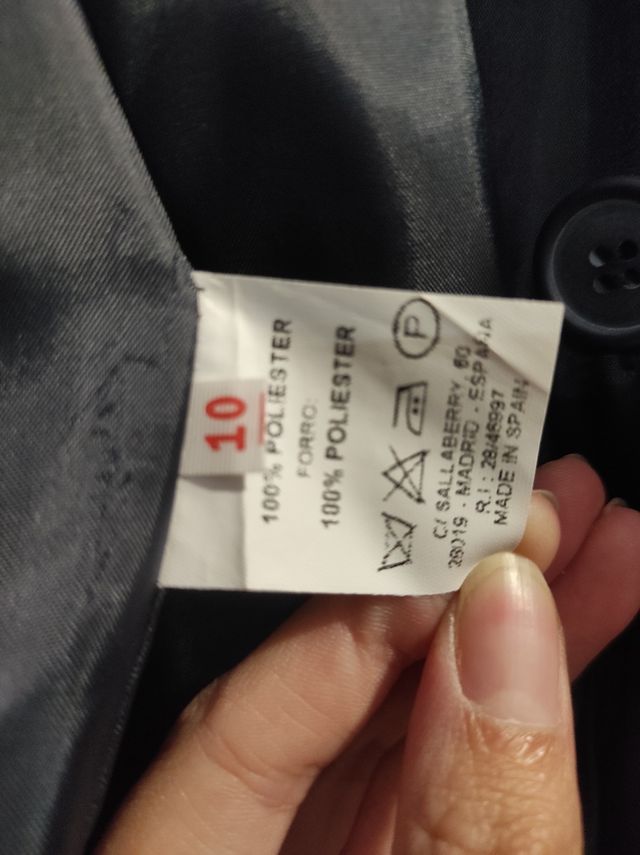 10
100% POLIESTER
FORRO:
100% POLIESTER
P
C/ SALLABERRY 60
28019 - MADRID - ESPAÑA
R.I.: 28/46997
MADE IN SPAIN